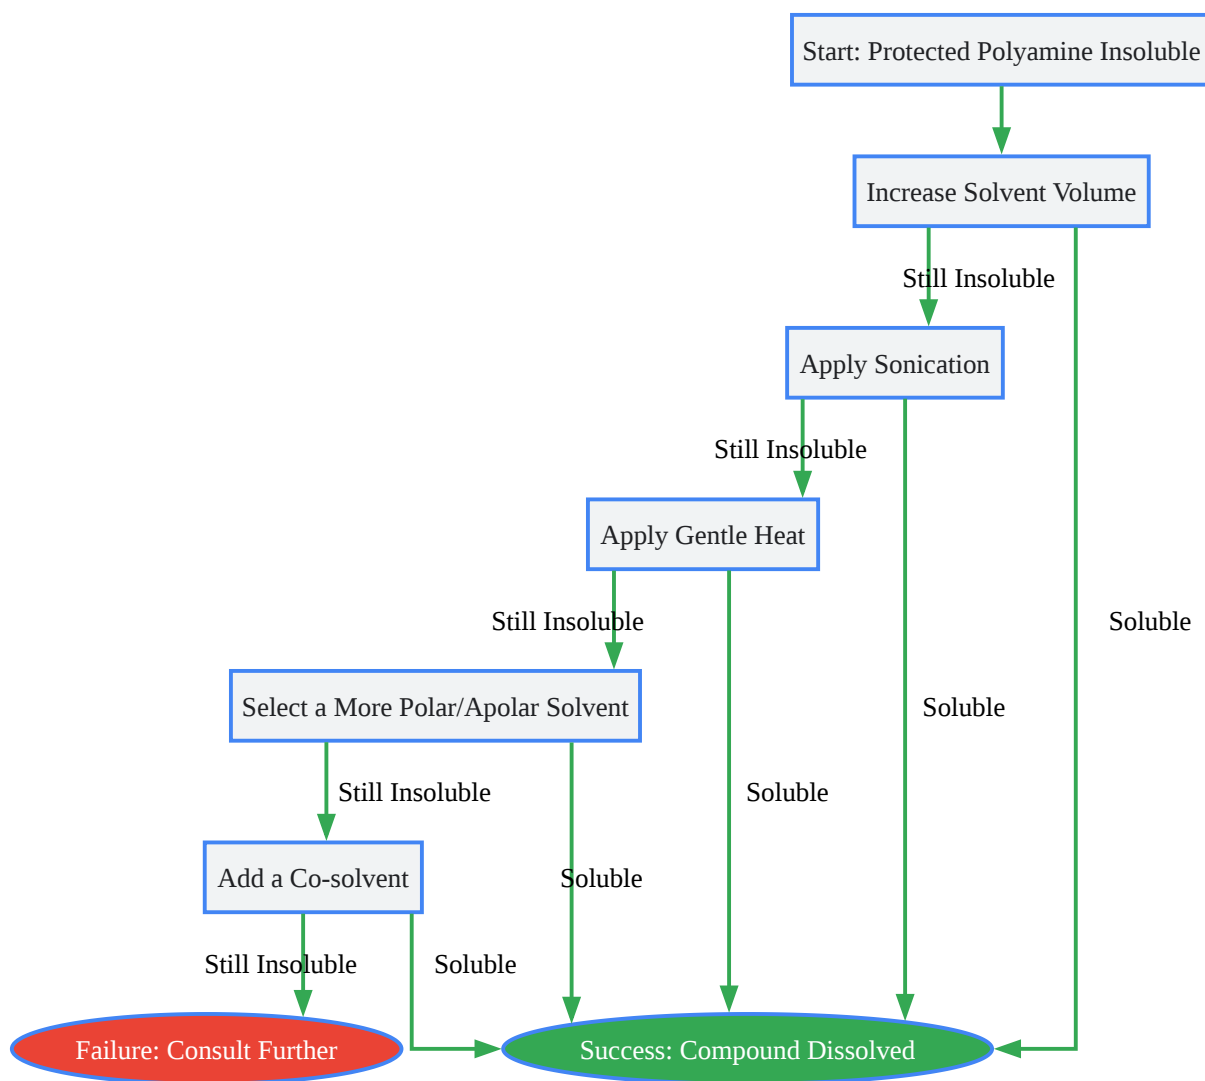 Start: Protected Polyamine Insoluble
Increase Solvent Volume
Still Insoluble
Apply Sonication
Still Insoluble
Apply Gentle Heat
Still Insoluble
Soluble
Select a More Polar/Apolar Solvent
Soluble
Still Insoluble
Soluble
Add a Co-solvent
Soluble
Still Insoluble
Soluble
Failure: Consult Further
Success: Compound Dissolved